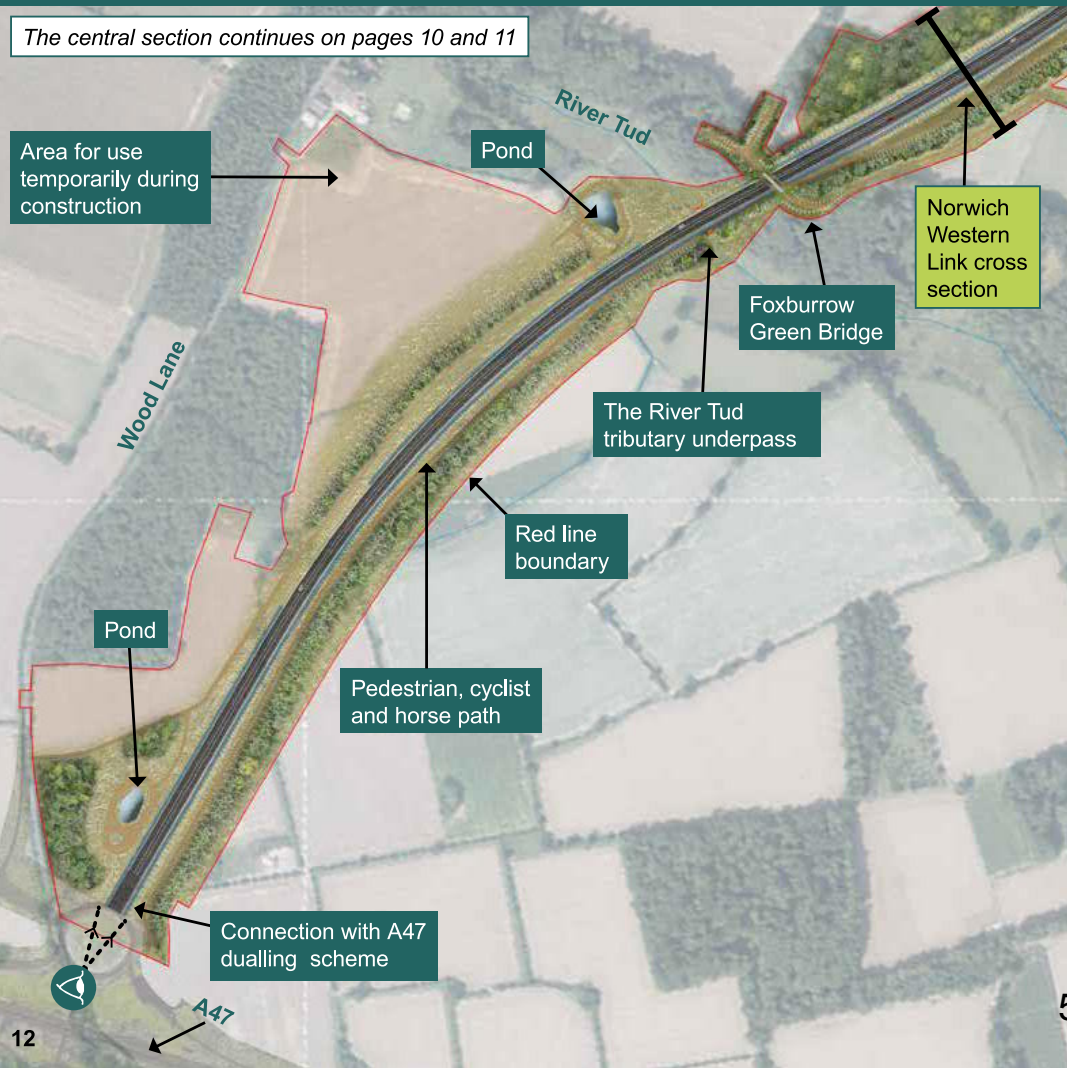 The central section continues on pages 10 and 11
River Tud
Area for use
temporarily during
construction
Pond
Norwich
Western
Link cross
section
Foxburrow
Green Bridge
Wood Lane
The River Tud
tributary underpass
Red line
boundary
Pond
Pedestrian, cyclist
and horse path
Connection with A47
dualling scheme
A47
12
5